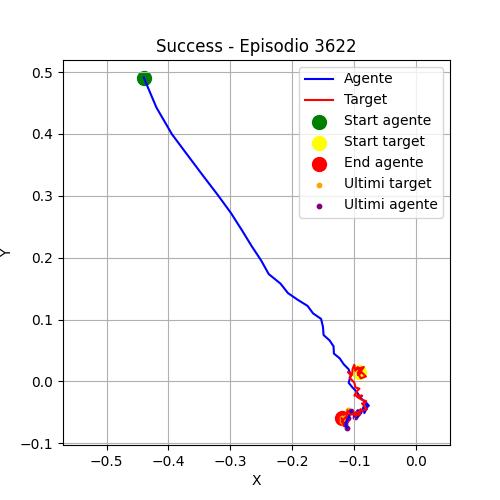 Success - Episodio 3622
0.5
0.4
0.3
0.2
0.1
0.0
−0.1
Y
−0.5
−0.4
−0.3
−0.2
−0.1
0.0
X
Agente
Target
Start agente
Start target
End agente
Ultimi target
Ultimi agente